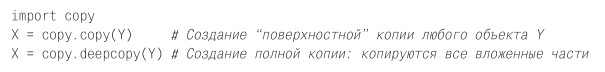 import copy
X = copy.copy(Y) # Создание “поверхностной” копии любого объекта Y
X = copy.deepcopy(Y) # Создание полной копии: копируются все вложенные части